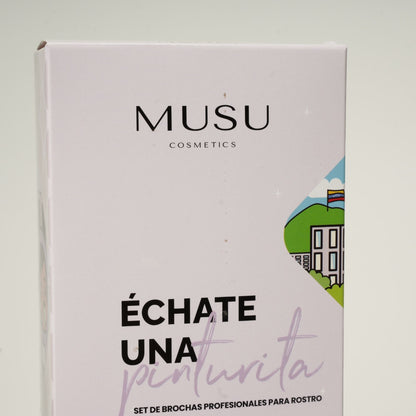 MUSU
COSMETICS
ÉCHATE
UNA
pinturita
SET DE BROCHAS PROFESIONALES PARA ROSTRO